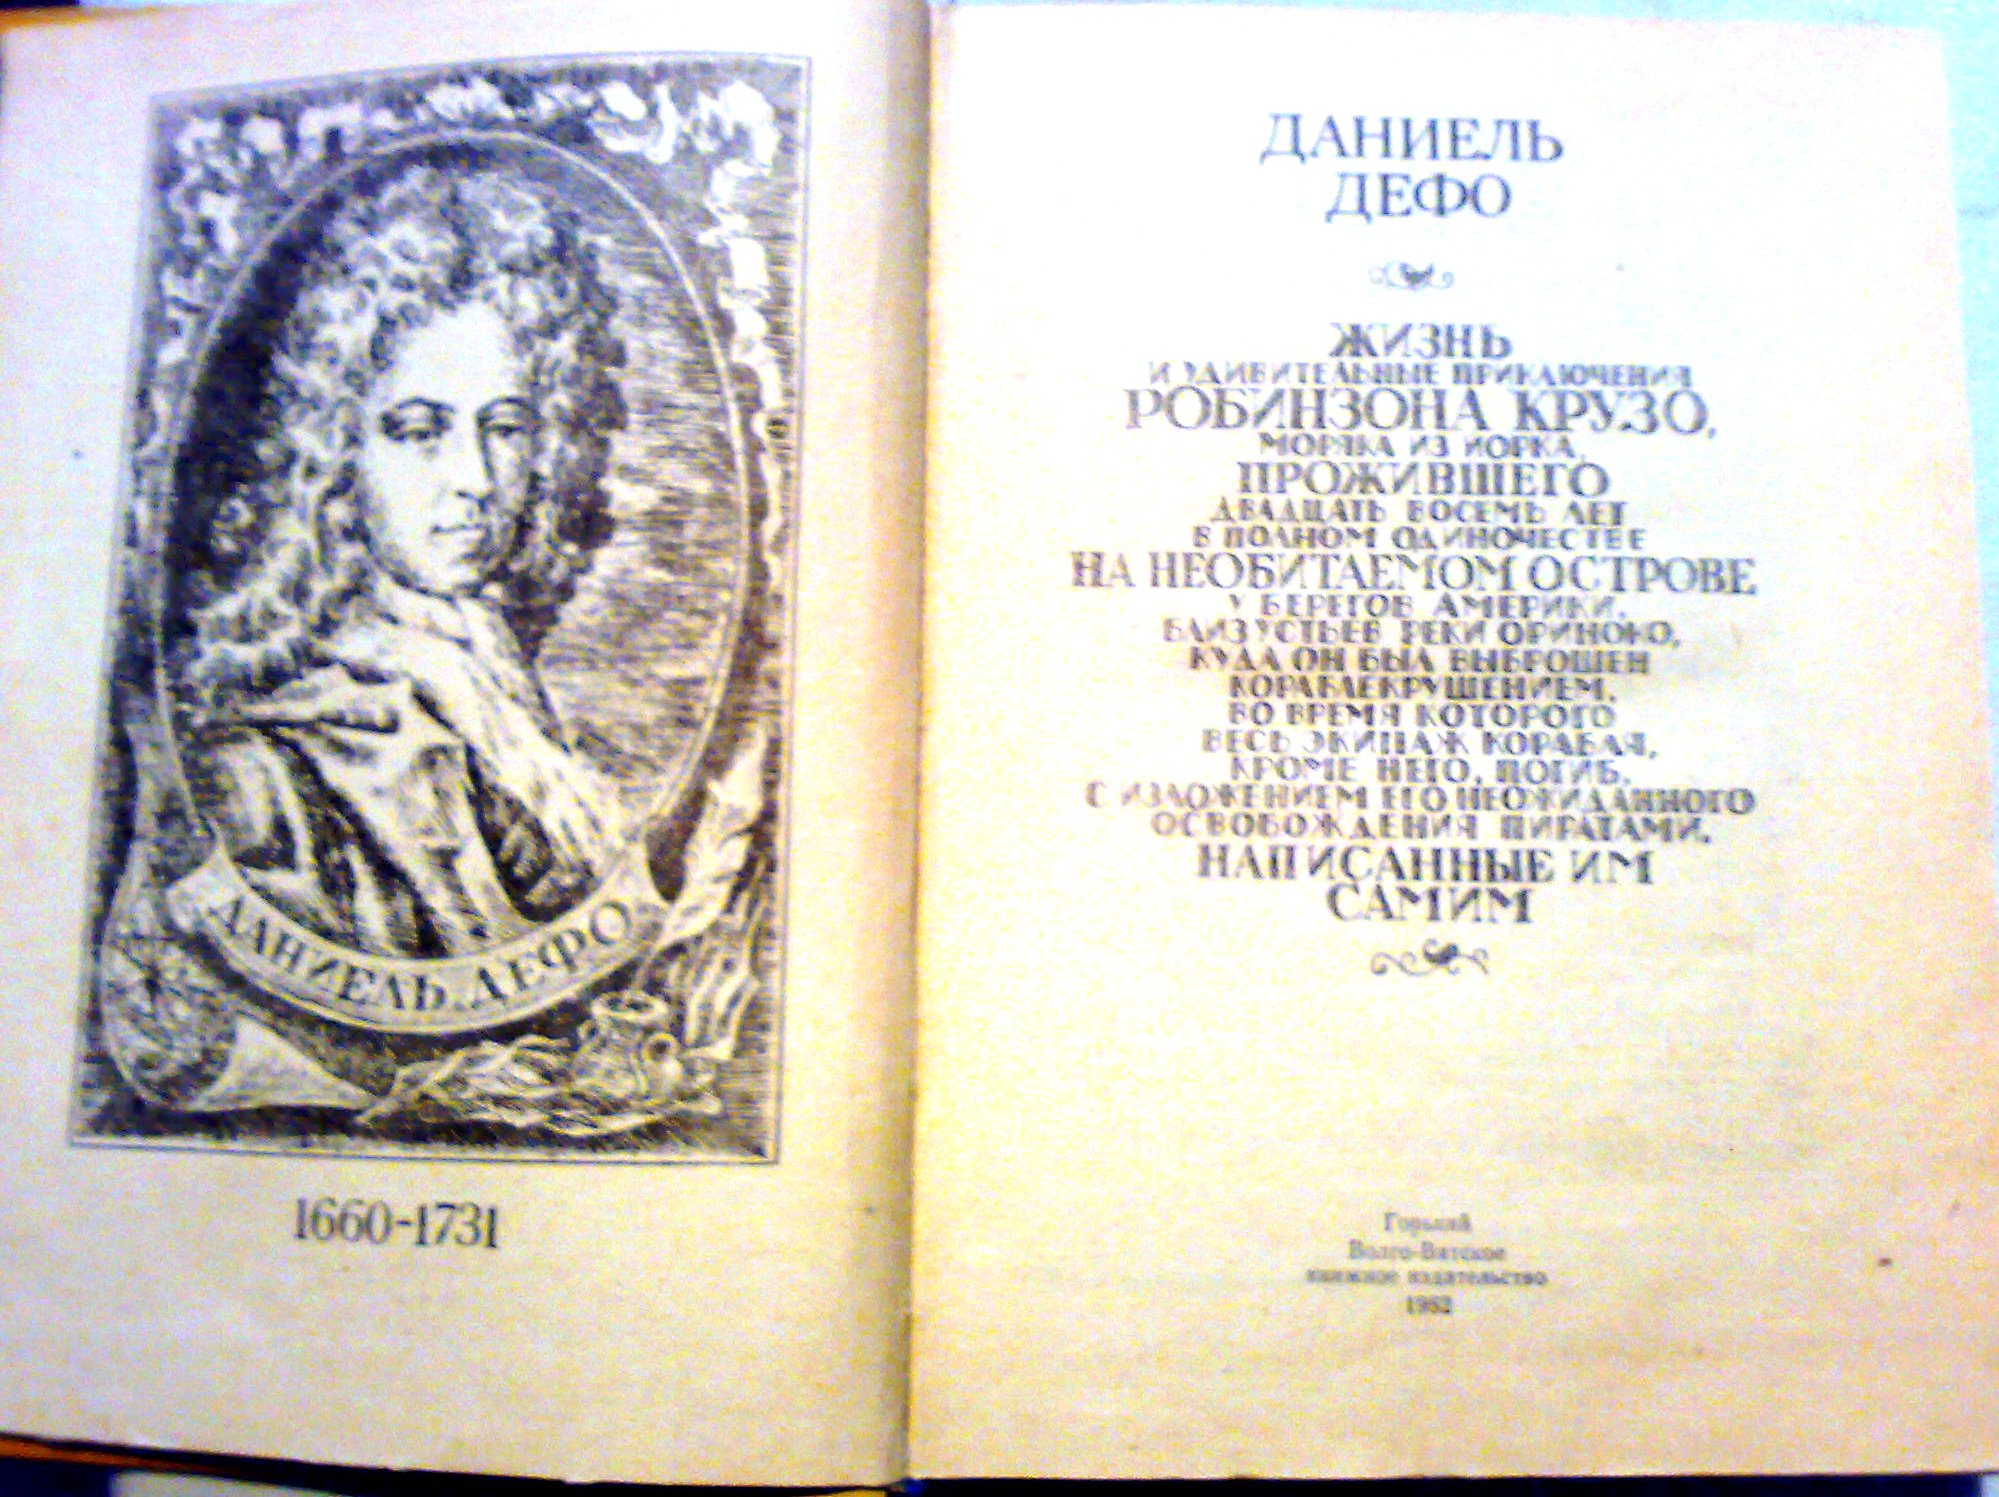 ДАНИЕЛЬ ДЕФО
1660-1731
ДАНИЕЛЬ
ДЕФО
ЖИЗНЬ
И УДИВИТЕЛЬНЫЕ ПРИКЛЮЧЕНИЯ
РОБИНЗОНА КРУЗО,
МОРЯКА ИЗ ЙОРКА,
ПРОЖИВШЕГО
ДВАДЦАТЬ ВОСЕМЬ ЛЕТ
В ПОЛНОМ ОДИНОЧЕСТВЕ
НА НЕОБИТАЕМОМ ОСТРОВЕ
У БЕРЕГОВ АМЕРИКИ,
БЛИЗ УСТЬЕВ РЕКИ ОРИНОКО,
КУДА ОН БЫЛ ВЫБРОШЕН
КОРАБЛЕКРУШЕНИЕМ,
ВО ВРЕМЯ КОТОРОГО
ВЕСЬ ЭКИПАЖ КОРАБЛЯ,
КРОМЕ НЕГО, ПОГИБ,
С ИЗЛОЖЕНИЕМ ЕГО НЕОЖИДАННОГО
ОСВОБОЖДЕНИЯ ПИРАТАМИ,
НАПИСАННЫЕ ИМ
САМИМ
Горький
Волго-Вятское
книжное издательство
1982